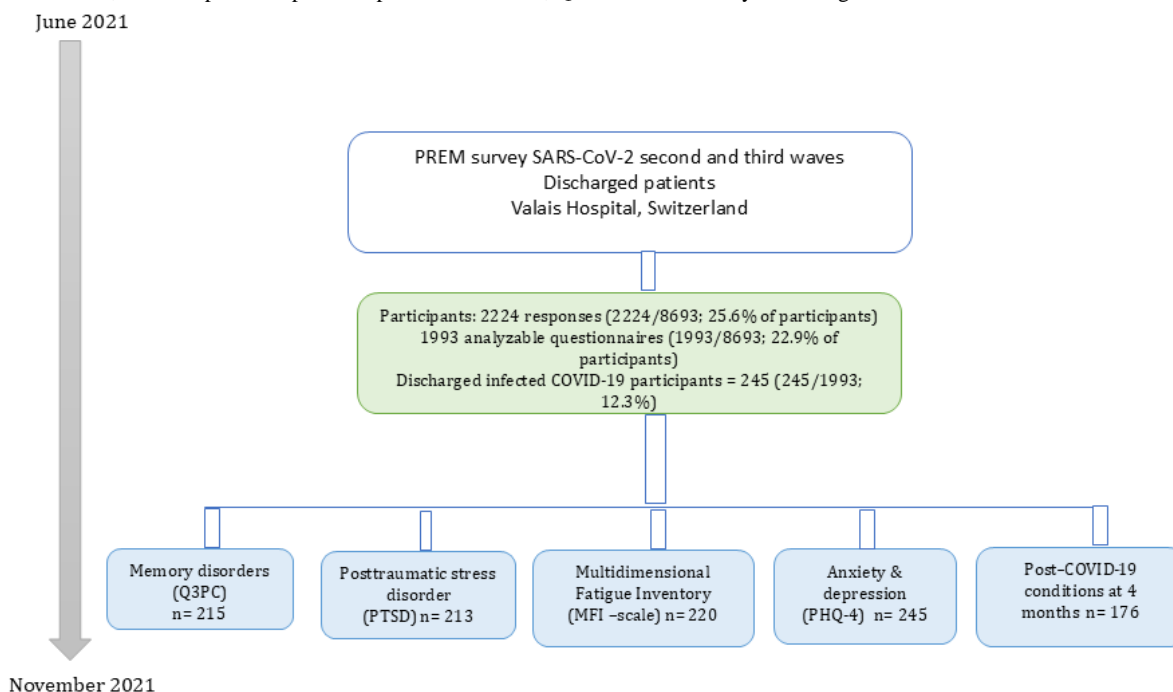 June 2021
PREM survey SARS-CoV-2 second and third waves
Discharged patients
Valais Hospital, Switzerland
Participants: 2224 responses (2224/8693; 25.6% of participants)
1993 analyzable questionnaires (1993/8693; 22.9% of
participants)
Discharged infected COVID-19 participants = 245 (245/1993;
12.3%)
Memory disorders
(Q3PC)
n= 215
Posttraumatic stress
disorder
(PTSD) n= 213
Multidimensional
Fatigue Inventory
(MFI –scale) n= 220
Anxiety &
depression
(PHQ-4) n= 245
Post–COVID-19
conditions at 4
months n= 176
November 2021